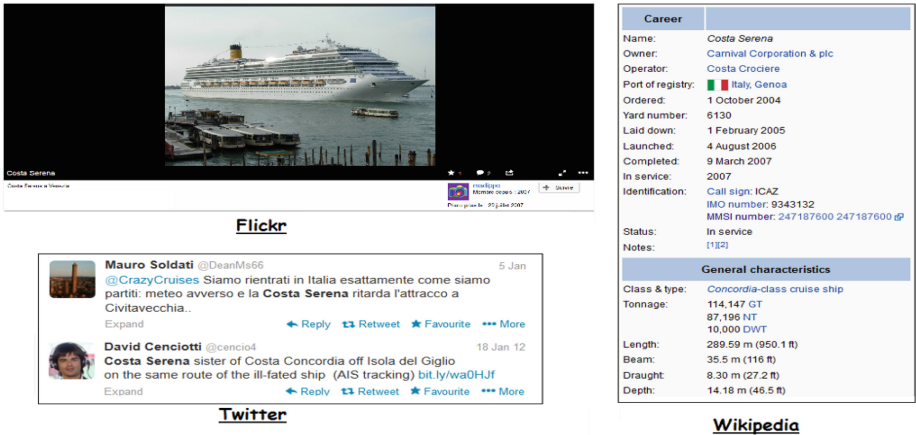 Costa Serena
Costa Serena a Venezia
Membre depuis : 2007
Suivre
2007
Flickr
Mauro Soldati @DeanMs66 5 Jan
@CrazyCruises Siamo rientrati in Italia esattamente come siamo
partiti: meteo avverso e la Costa Serena ritarda l'attracco a
Civitavecchia..
Expand Reply Retweet Favourite More
David Cenciotti @cencio4 18 Jan 12
Costa Serena sister of Costa Concordia off Isola del Giglio
on the same route of the ill-fated ship (AIS tracking) bit.ly/wa0HJf
Expand Reply Retweet Favourite More
Twitter
Career
Name: Costa Serena
Owner: Carnival Corporation & plc
Operator: Costa Crociere
Port of registry: Italy, Genoa
Ordered: 1 October 2004
Yard number: 6130
Laid down: 1 February 2005
Launched: 4 August 2006
Completed: 9 March 2007
In service: 2007
Identification: Call sign: ICAZ
IMO number: 9343132
MMSI number: 247187600 247187600
Status: In service
Notes: [1][2]
General characteristics
Class & type: Concordia-class cruise ship
Tonnage: 114,147 GT
87,196 NT
10,000 DWT
Length: 289.59 m (950.1 ft)
Beam: 35.5 m (116 ft)
Draught: 8.30 m (27.2 ft)
Depth: 14.18 m (46.5 ft)
Wikipedia